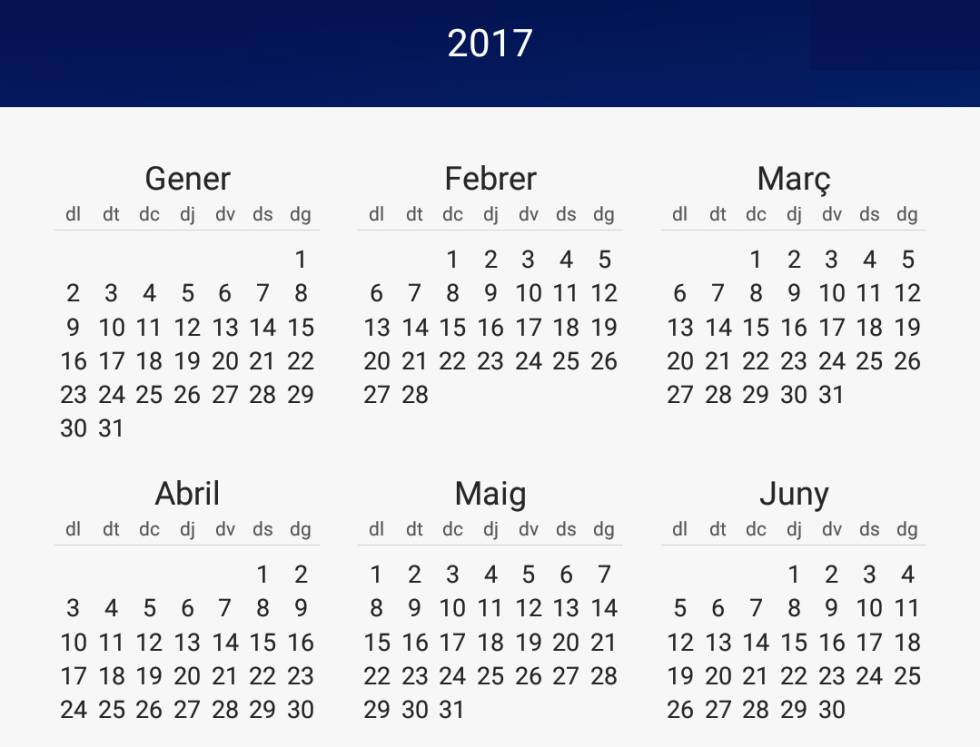 2017
Gener
dl dt dc dj dv ds dg
1
2 3 4 5 6 7 8
9 10 11 12 13 14 15
16 17 18 19 20 21 22
23 24 25 26 27 28 29
30 31
Febrer
dl dt dc dj dv ds dg
1 2 3 4 5
6 7 8 9 10 11 12
13 14 15 16 17 18 19
20 21 22 23 24 25 26
27 28
Març
dl dt dc dj dv ds dg
1 2 3 4 5
6 7 8 9 10 11 12
13 14 15 16 17 18 19
20 21 22 23 24 25 26
27 28 29 30 31
Abril
dl dt dc dj dv ds dg
1 2
3 4 5 6 7 8 9
10 11 12 13 14 15 16
17 18 19 20 21 22 23
24 25 26 27 28 29 30
Maig
dl dt dc dj dv ds dg
1 2 3 4 5 6 7
8 9 10 11 12 13 14
15 16 17 18 19 20 21
22 23 24 25 26 27 28
29 30 31
Juny
dl dt dc dj dv ds dg
1 2 3 4
5 6 7 8 9 10 11
12 13 14 15 16 17 18
19 20 21 22 23 24 25
26 27 28 29 30